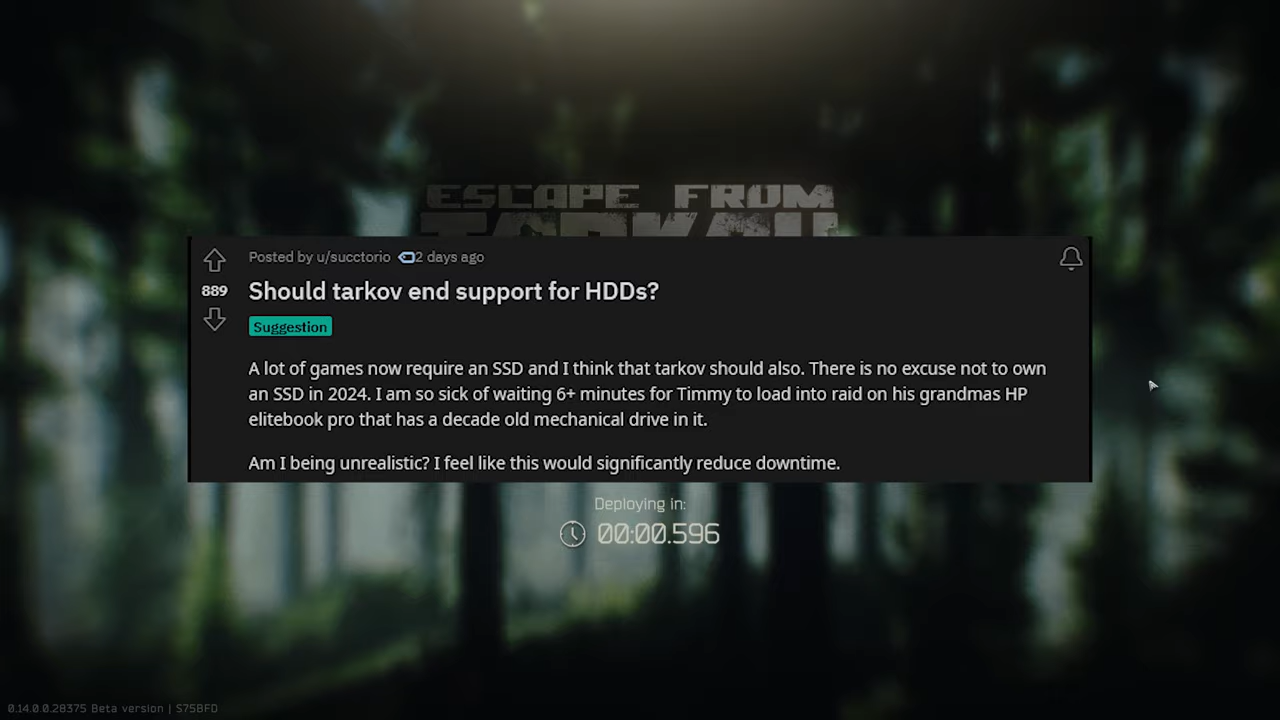 ESCAPE FROM
TARKOV
Posted by u/succtorio 2 days ago
889
Should tarkov end support for HDDs?
Suggestion
A lot of games now require an SSD and I think that tarkov should also. There is no excuse not to own
an SSD in 2024. I am so sick of waiting 6+ minutes for Timmy to load into raid on his grandmas HP
elitebook pro that has a decade old mechanical drive in it.
Am I being unrealistic? I feel like this would significantly reduce downtime.
Deploying in:
00:00.596
0.14.0.0.28375 Beta version | S75BFD